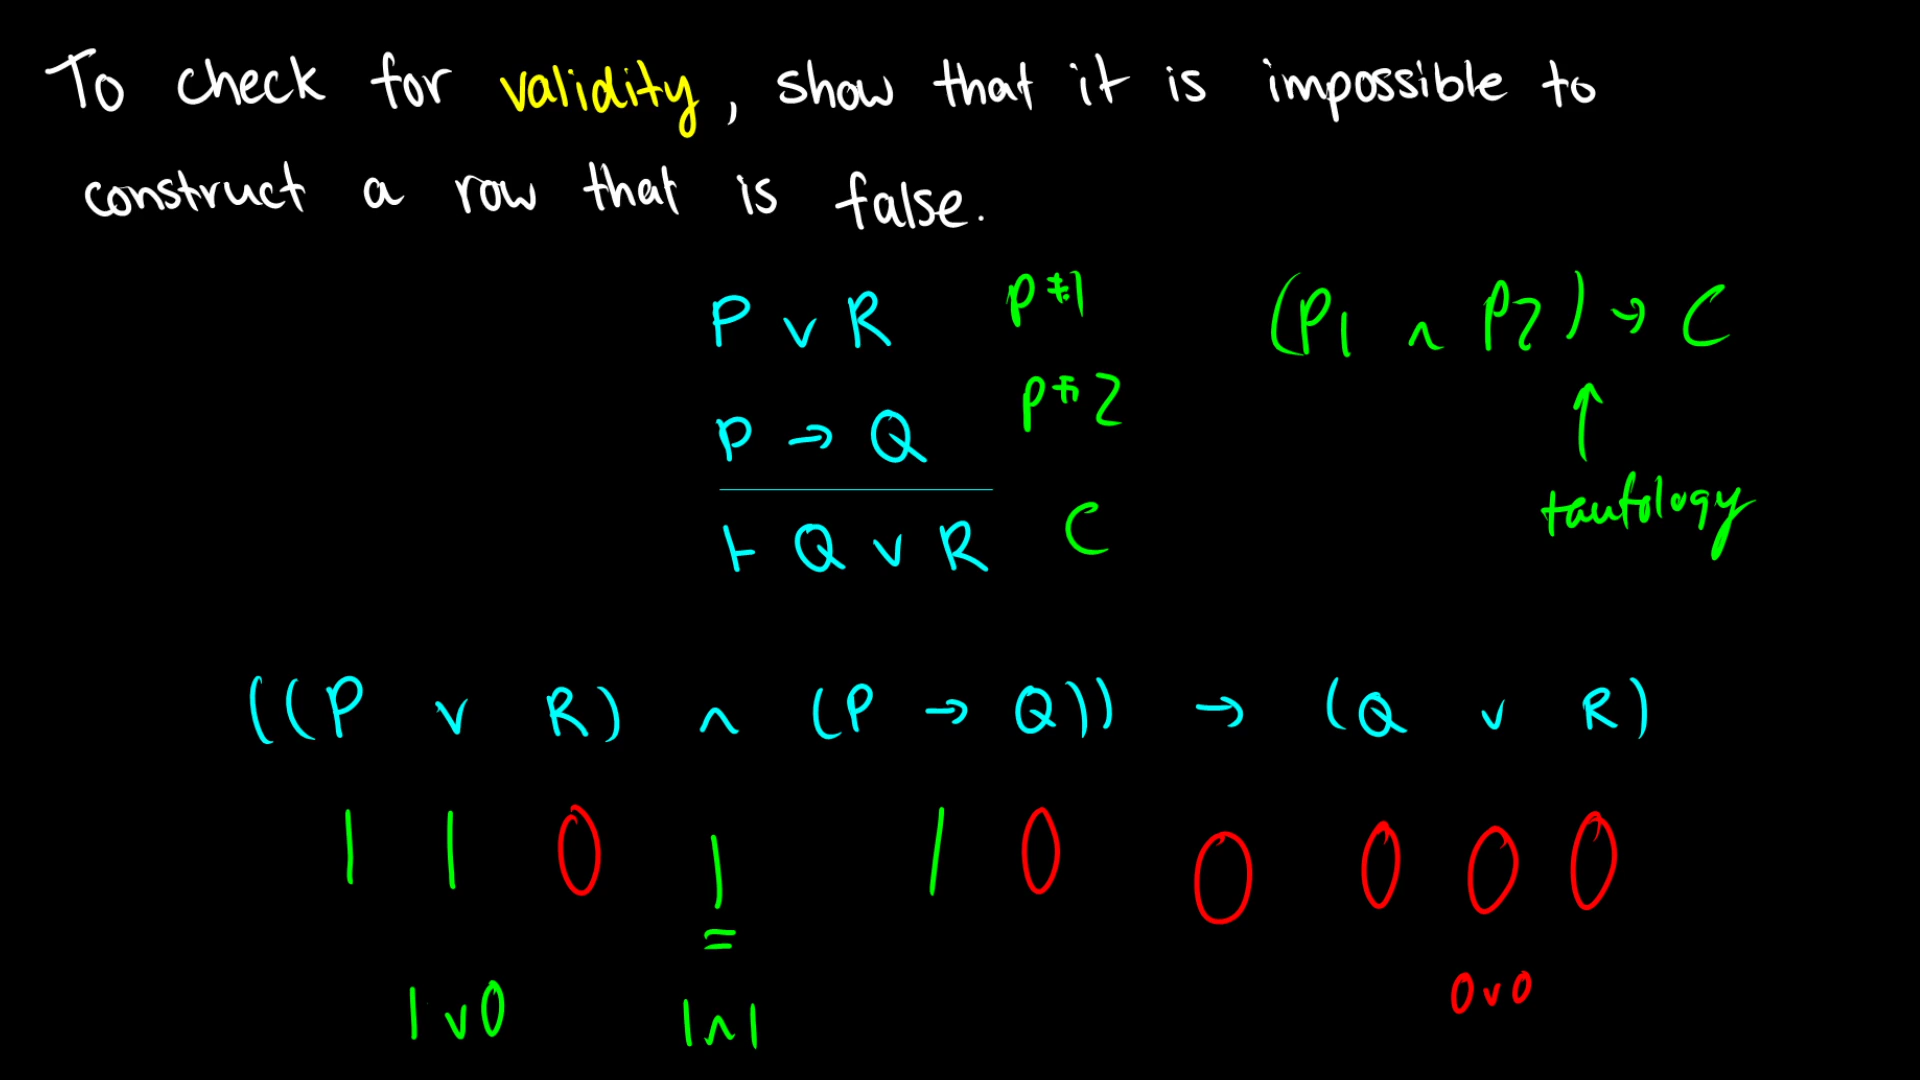 To check for validity, show that it is impossible to
construct a row that is false.
P ∨ R P#1 (P1 ∧ P2) → C
P → Q P#2
tautology
⊢ Q ∨ R C
((P ∨ R) ∧ (P → Q)) → (Q ∨ R)
1 1 0 1 1 0 0 0 0 0
=
1∨0 1∧1 0∨0